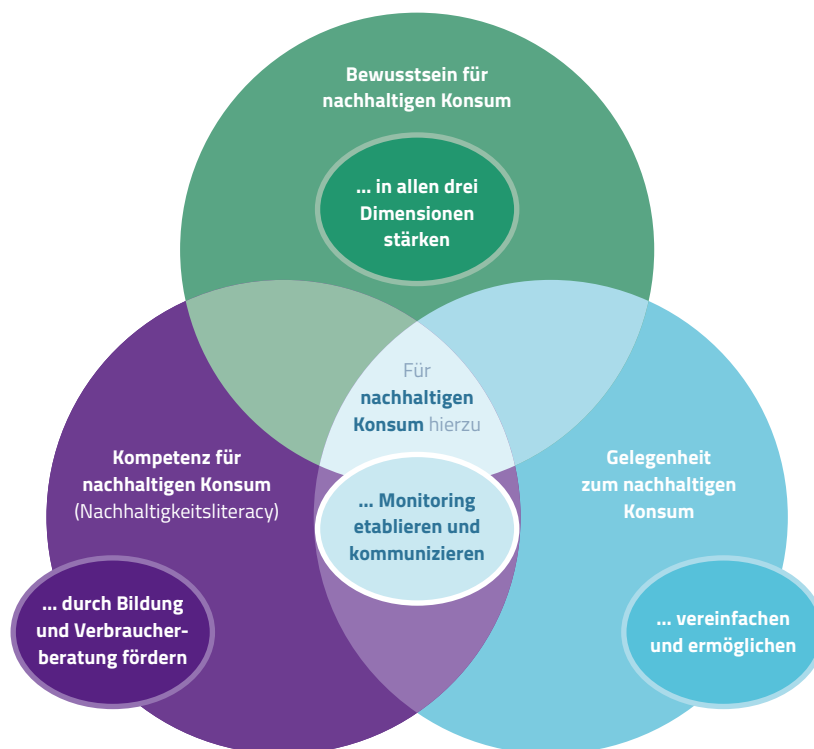 Bewusstsein für
nachhaltigen Konsum
... in allen drei
Dimensionen
stärken
Für
nachhaltigen
Konsum hierzu
Kompetenz für
nachhaltigen Konsum
(Nachhaltigkeitsliteracy)
Gelegenheit
zum nachhaltigen
Konsum
... Monitoring
etablieren und
kommunizieren
... durch Bildung
und Verbraucher-
beratung fördern
... vereinfachen
und ermöglichen